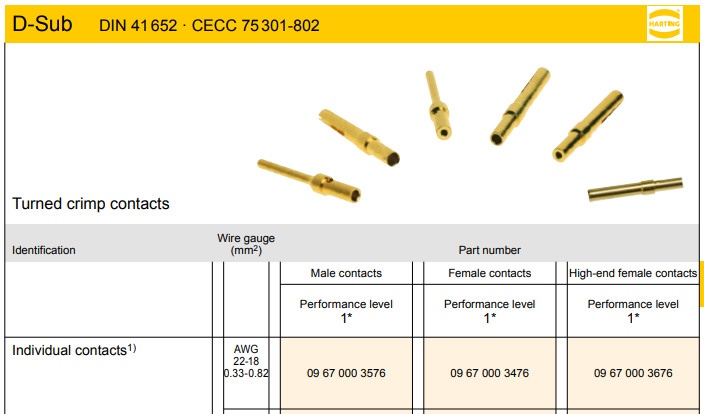 D-Sub DIN 41 652 · CECC 75 301-802
HARTING
Turned crimp contacts
Identification
Wire gauge
(mm²)
Part number
Male contacts
Female contacts
High-end female contacts
Performance level
1*
Performance level
1*
Performance level
1*
Individual contacts1)
AWG
22-18
0.33-0.82
09 67 000 3576
09 67 000 3476
09 67 000 3676